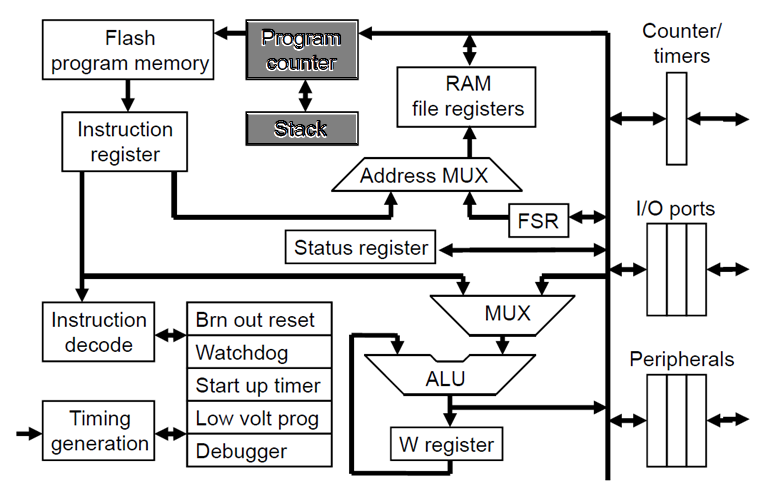 Flash
program memory
Program
counter
Counter/
timers
RAM
file registers
Instruction
register
Stack
Address MUX
FSR
I/O ports
Status register
Instruction
decode
Brn out reset
Watchdog
Start up timer
Low volt prog
Debugger
MUX
ALU
Peripherals
Timing
generation
W register